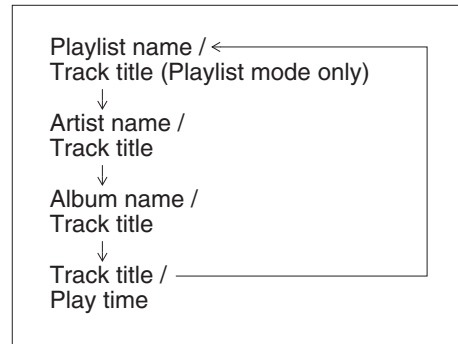 Playlist name /
Track title (Playlist mode only)
Artist name /
Track title
Album name /
Track title
Track title /
Play time